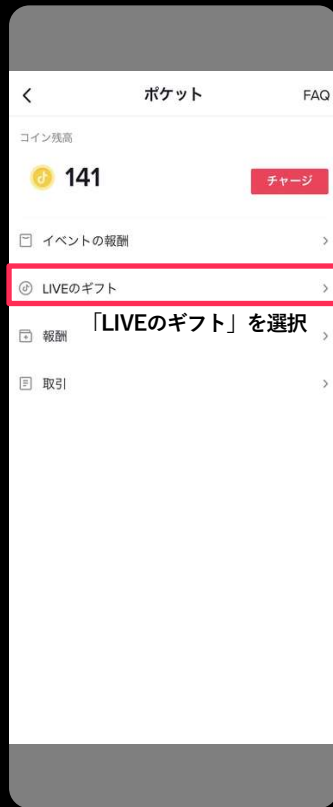 ポケット
FAQ
コイン残高
141
チャージ
イベントの報酬
LIVEのギフト
「LIVEのギフト」を選択
報酬
取引